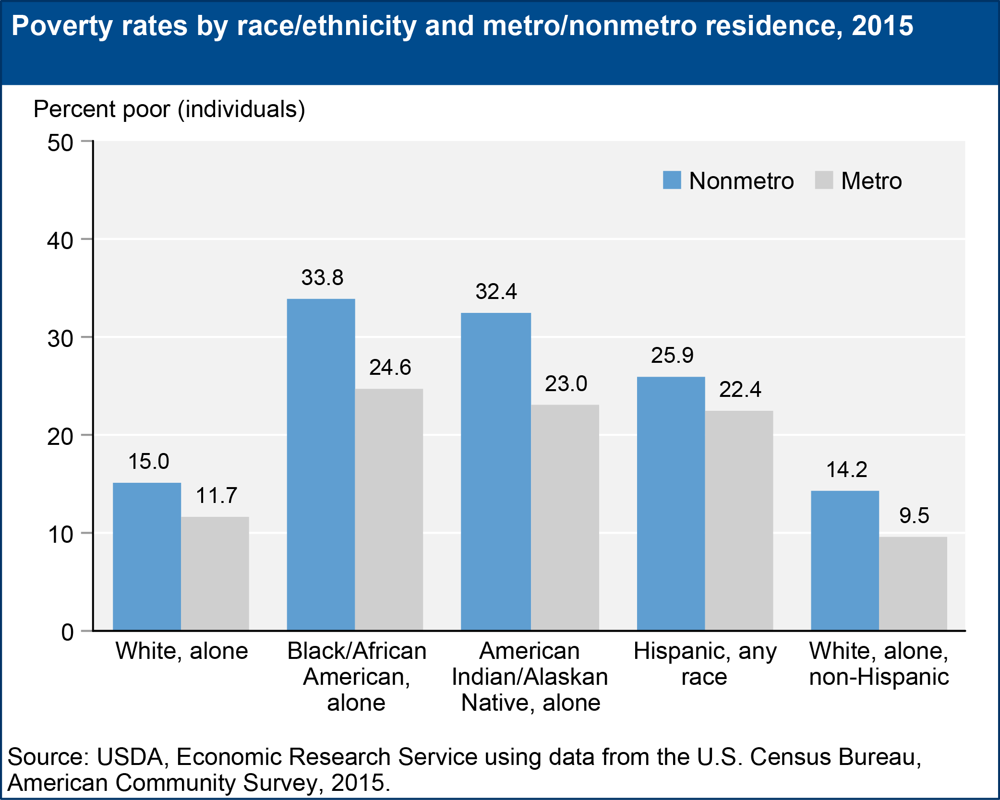 Poverty rates by race/ethnicity and metro/nonmetro residence, 2015
Percent poor (individuals)
50
40
30
20
10
0
Nonmetro
Metro
15.0
11.7
33.8
24.6
32.4
23.0
25.9
22.4
14.2
9.5
White, alone
Black/African
American,
alone
American
Indian/Alaskan
Native, alone
Hispanic, any
race
White, alone,
non-Hispanic
Source: USDA, Economic Research Service using data from the U.S. Census Bureau,
American Community Survey, 2015.